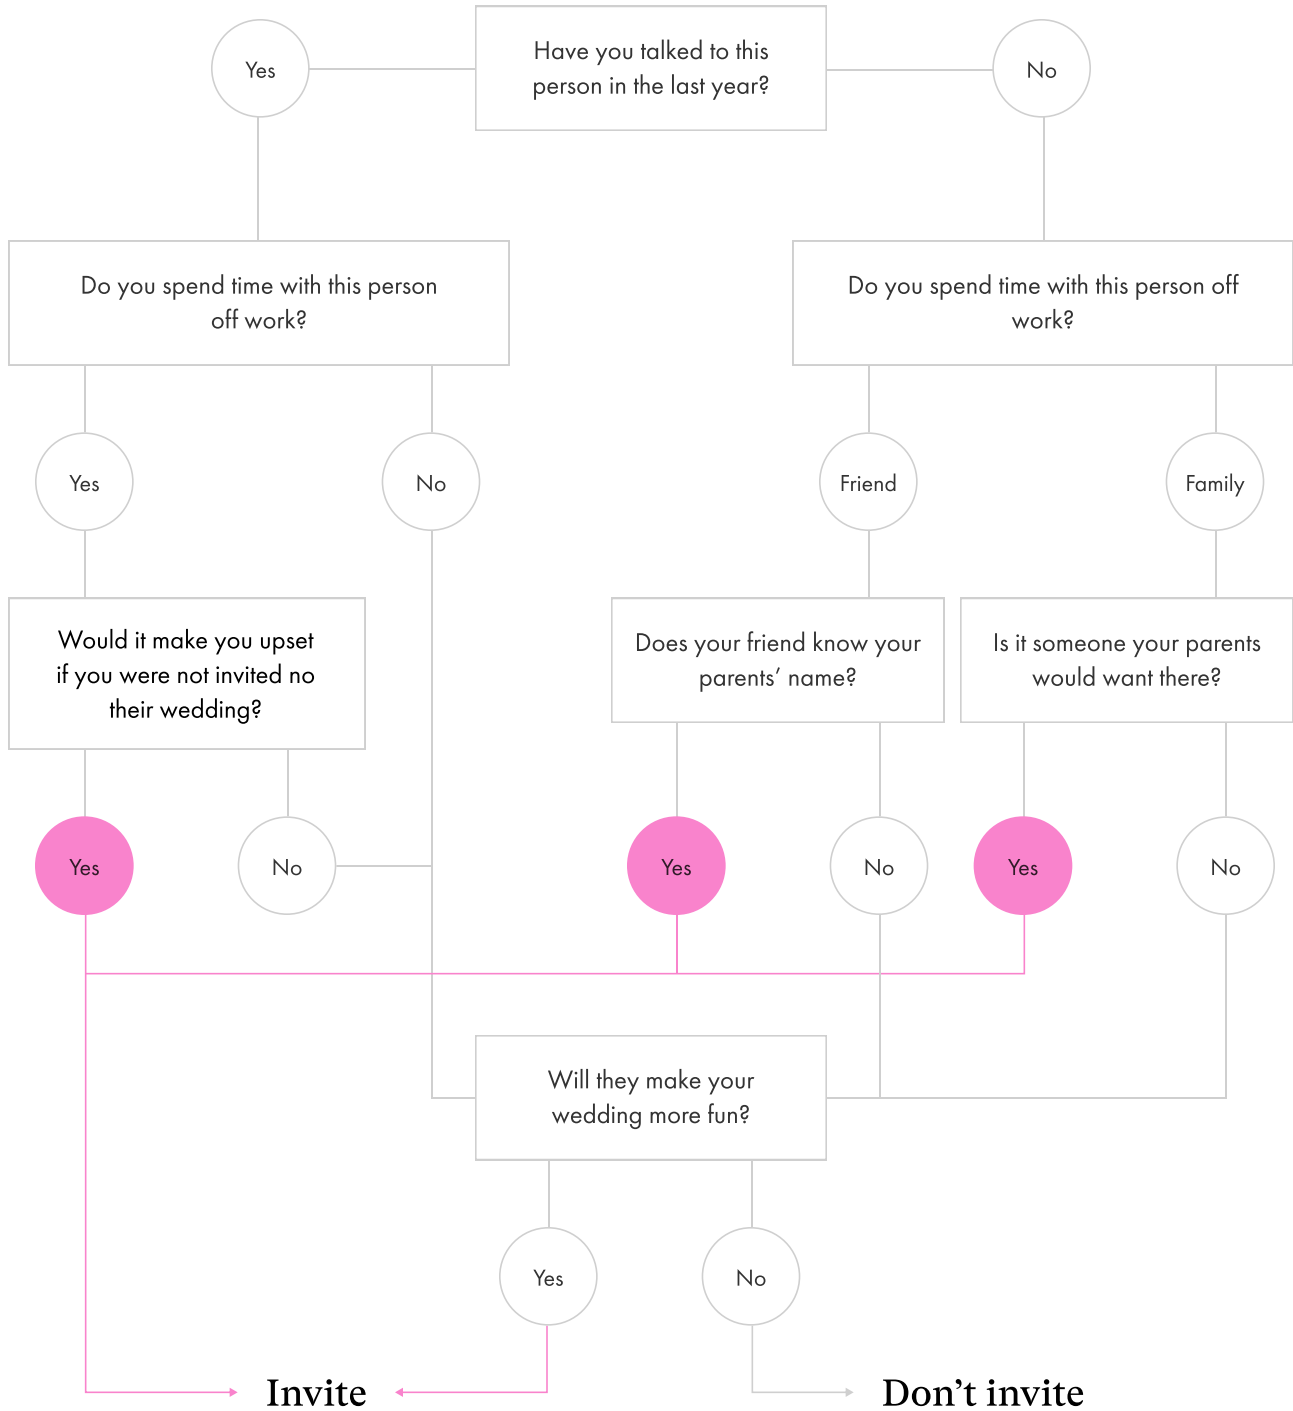 Yes
Have you talked to this
person in the last year?
No
Do you spend time with this person
off work?
Do you spend time with this person off
work?
Yes
No
Friend
Family
Would it make you upset
if you were not invited no
their wedding?
Does your friend know your
parents’ name?
Is it someone your parents
would want there?
Yes
No
Yes
No
Yes
No
Will they make your
wedding more fun?
Yes
No
Invite
Don’t invite